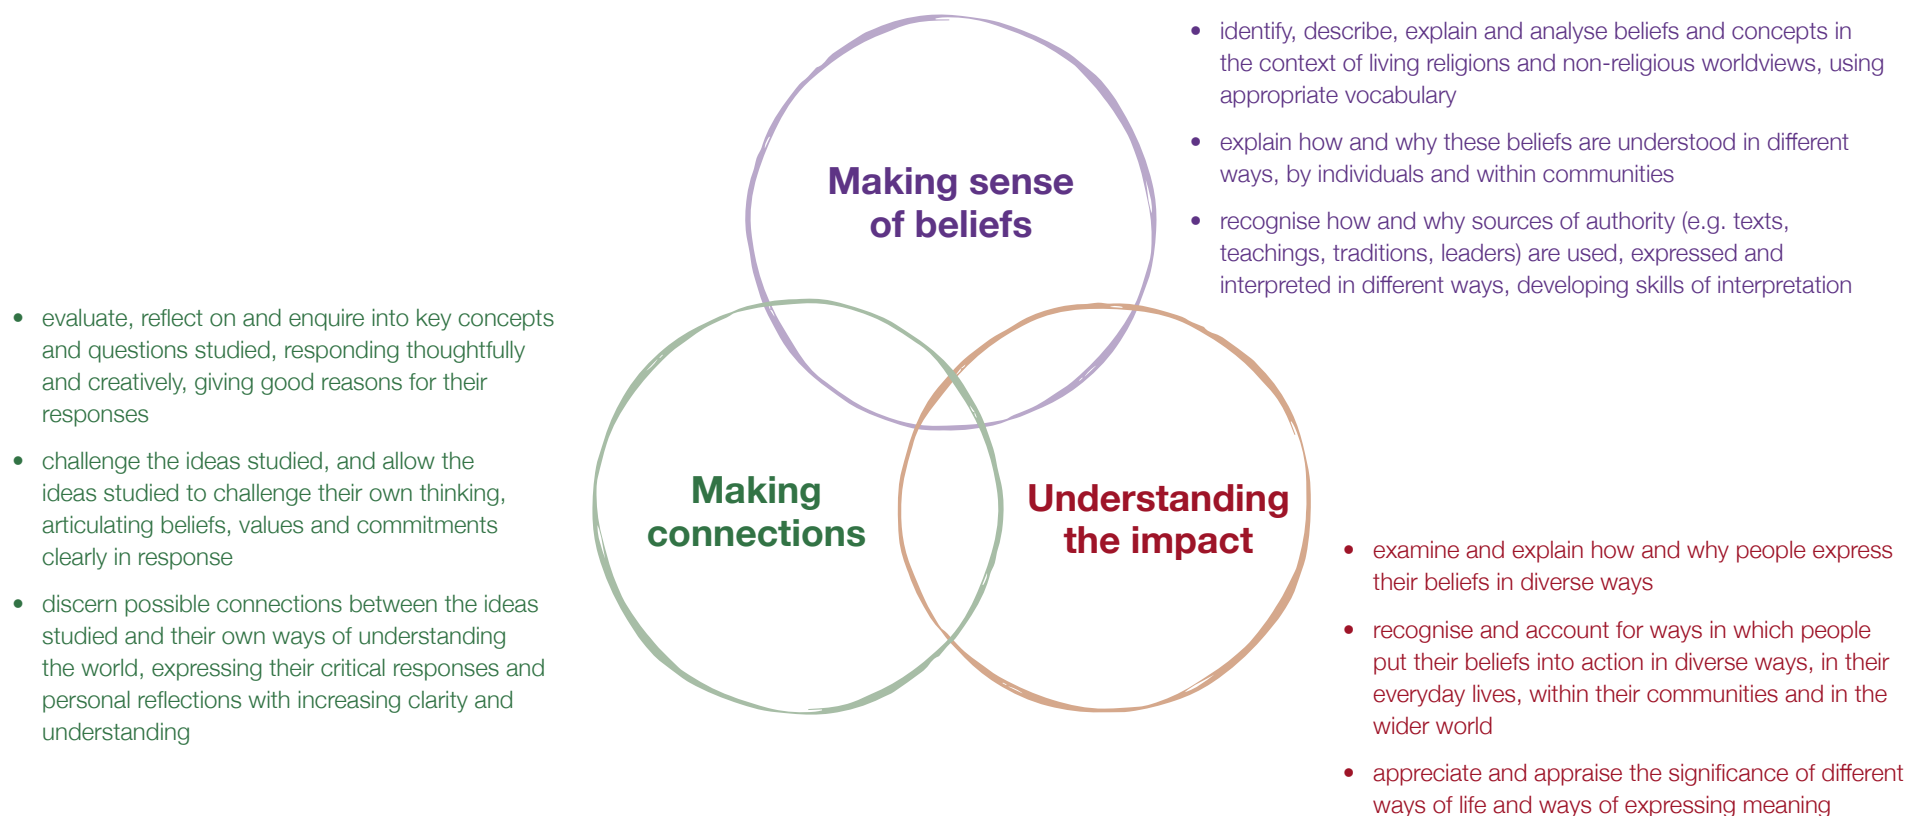 • identify, describe, explain and analyse beliefs and concepts in
the context of living religions and non-religious worldviews, using
appropriate vocabulary
• explain how and why these beliefs are understood in different
ways, by individuals and within communities
• recognise how and why sources of authority (e.g. texts,
teachings, traditions, leaders) are used, expressed and
interpreted in different ways, developing skills of interpretation
Making sense
of beliefs
• evaluate, reflect on and enquire into key concepts
and questions studied, responding thoughtfully
and creatively, giving good reasons for their
responses
• challenge the ideas studied, and allow the
ideas studied to challenge their own thinking,
articulating beliefs, values and commitments
clearly in response
• discern possible connections between the ideas
studied and their own ways of understanding
the world, expressing their critical responses and
personal reflections with increasing clarity and
understanding
Making
connections
Understanding
the impact
• examine and explain how and why people express
their beliefs in diverse ways
• recognise and account for ways in which people
put their beliefs into action in diverse ways, in their
everyday lives, within their communities and in the
wider world
• appreciate and appraise the significance of different
ways of life and ways of expressing meaning